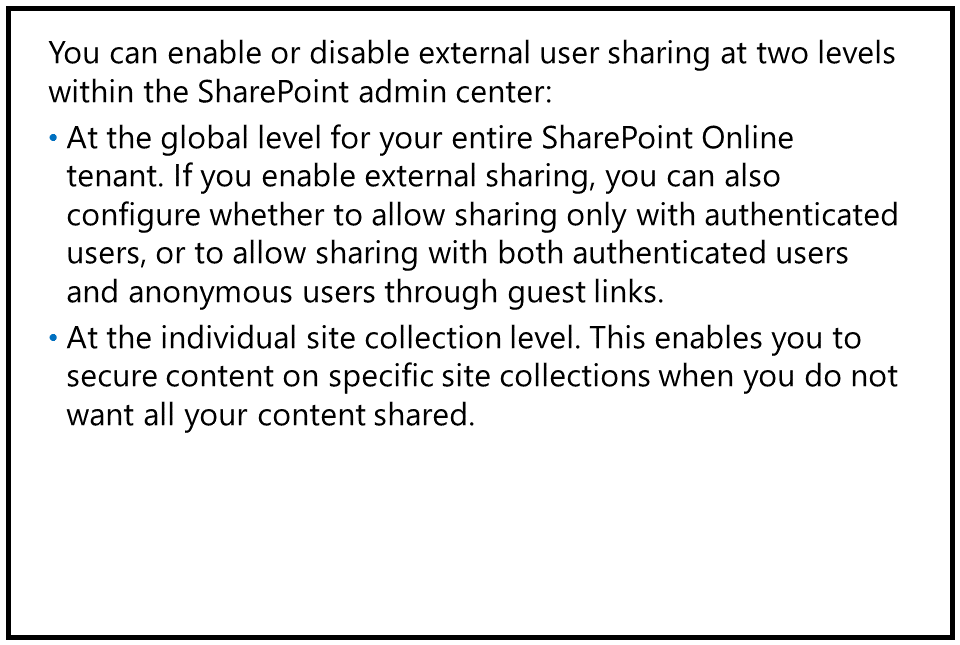 You can enable or disable external user sharing at two levels
within the SharePoint admin center:
• At the global level for your entire SharePoint Online
tenant. If you enable external sharing, you can also
configure whether to allow sharing only with authenticated
users, or to allow sharing with both authenticated users
and anonymous users through guest links.
• At the individual site collection level. This enables you to
secure content on specific site collections when you do not
want all your content shared.